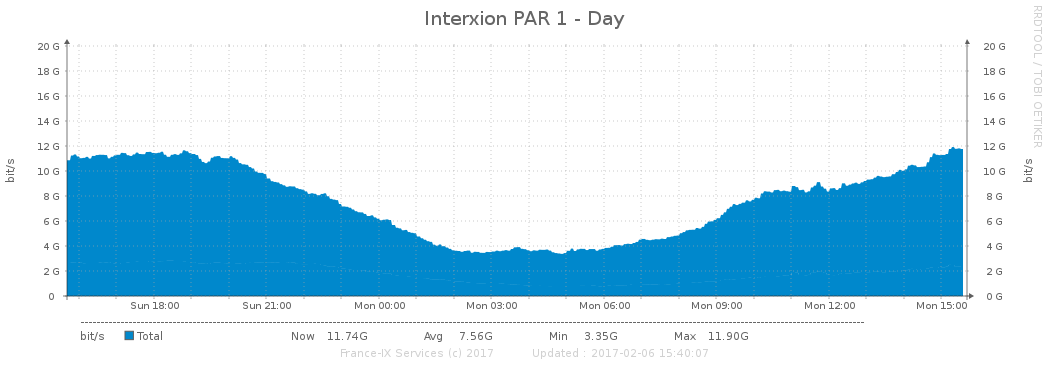 Interxion PAR 1 - Day
RRDTOOL / TOBI OETIKER
bit/s
20 G 20 G
18 G 18 G
16 G 16 G
14 G 14 G
12 G 12 G
10 G 10 G
8 G 8 G
6 G 6 G
4 G 4 G
2 G 2 G
0 0 G
bit/s
Sun 18:00 Sun 21:00 Mon 00:00 Mon 03:00 Mon 06:00 Mon 09:00 Mon 12:00 Mon 15:00
bit/s Total Now 11.74G Avg 7.56G Min 3.35G Max 11.90G
France-IX Services (c) 2017 Updated : 2017-02-06 15:40:07